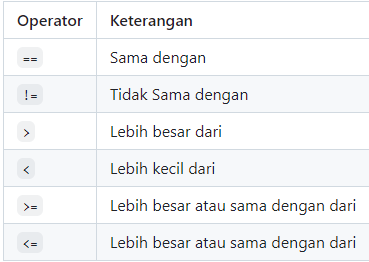 Operator Keterangan
== Sama dengan
!= Tidak Sama dengan
> Lebih besar dari
< Lebih kecil dari
>= Lebih besar atau sama dengan dari
<= Lebih besar atau sama dengan dari